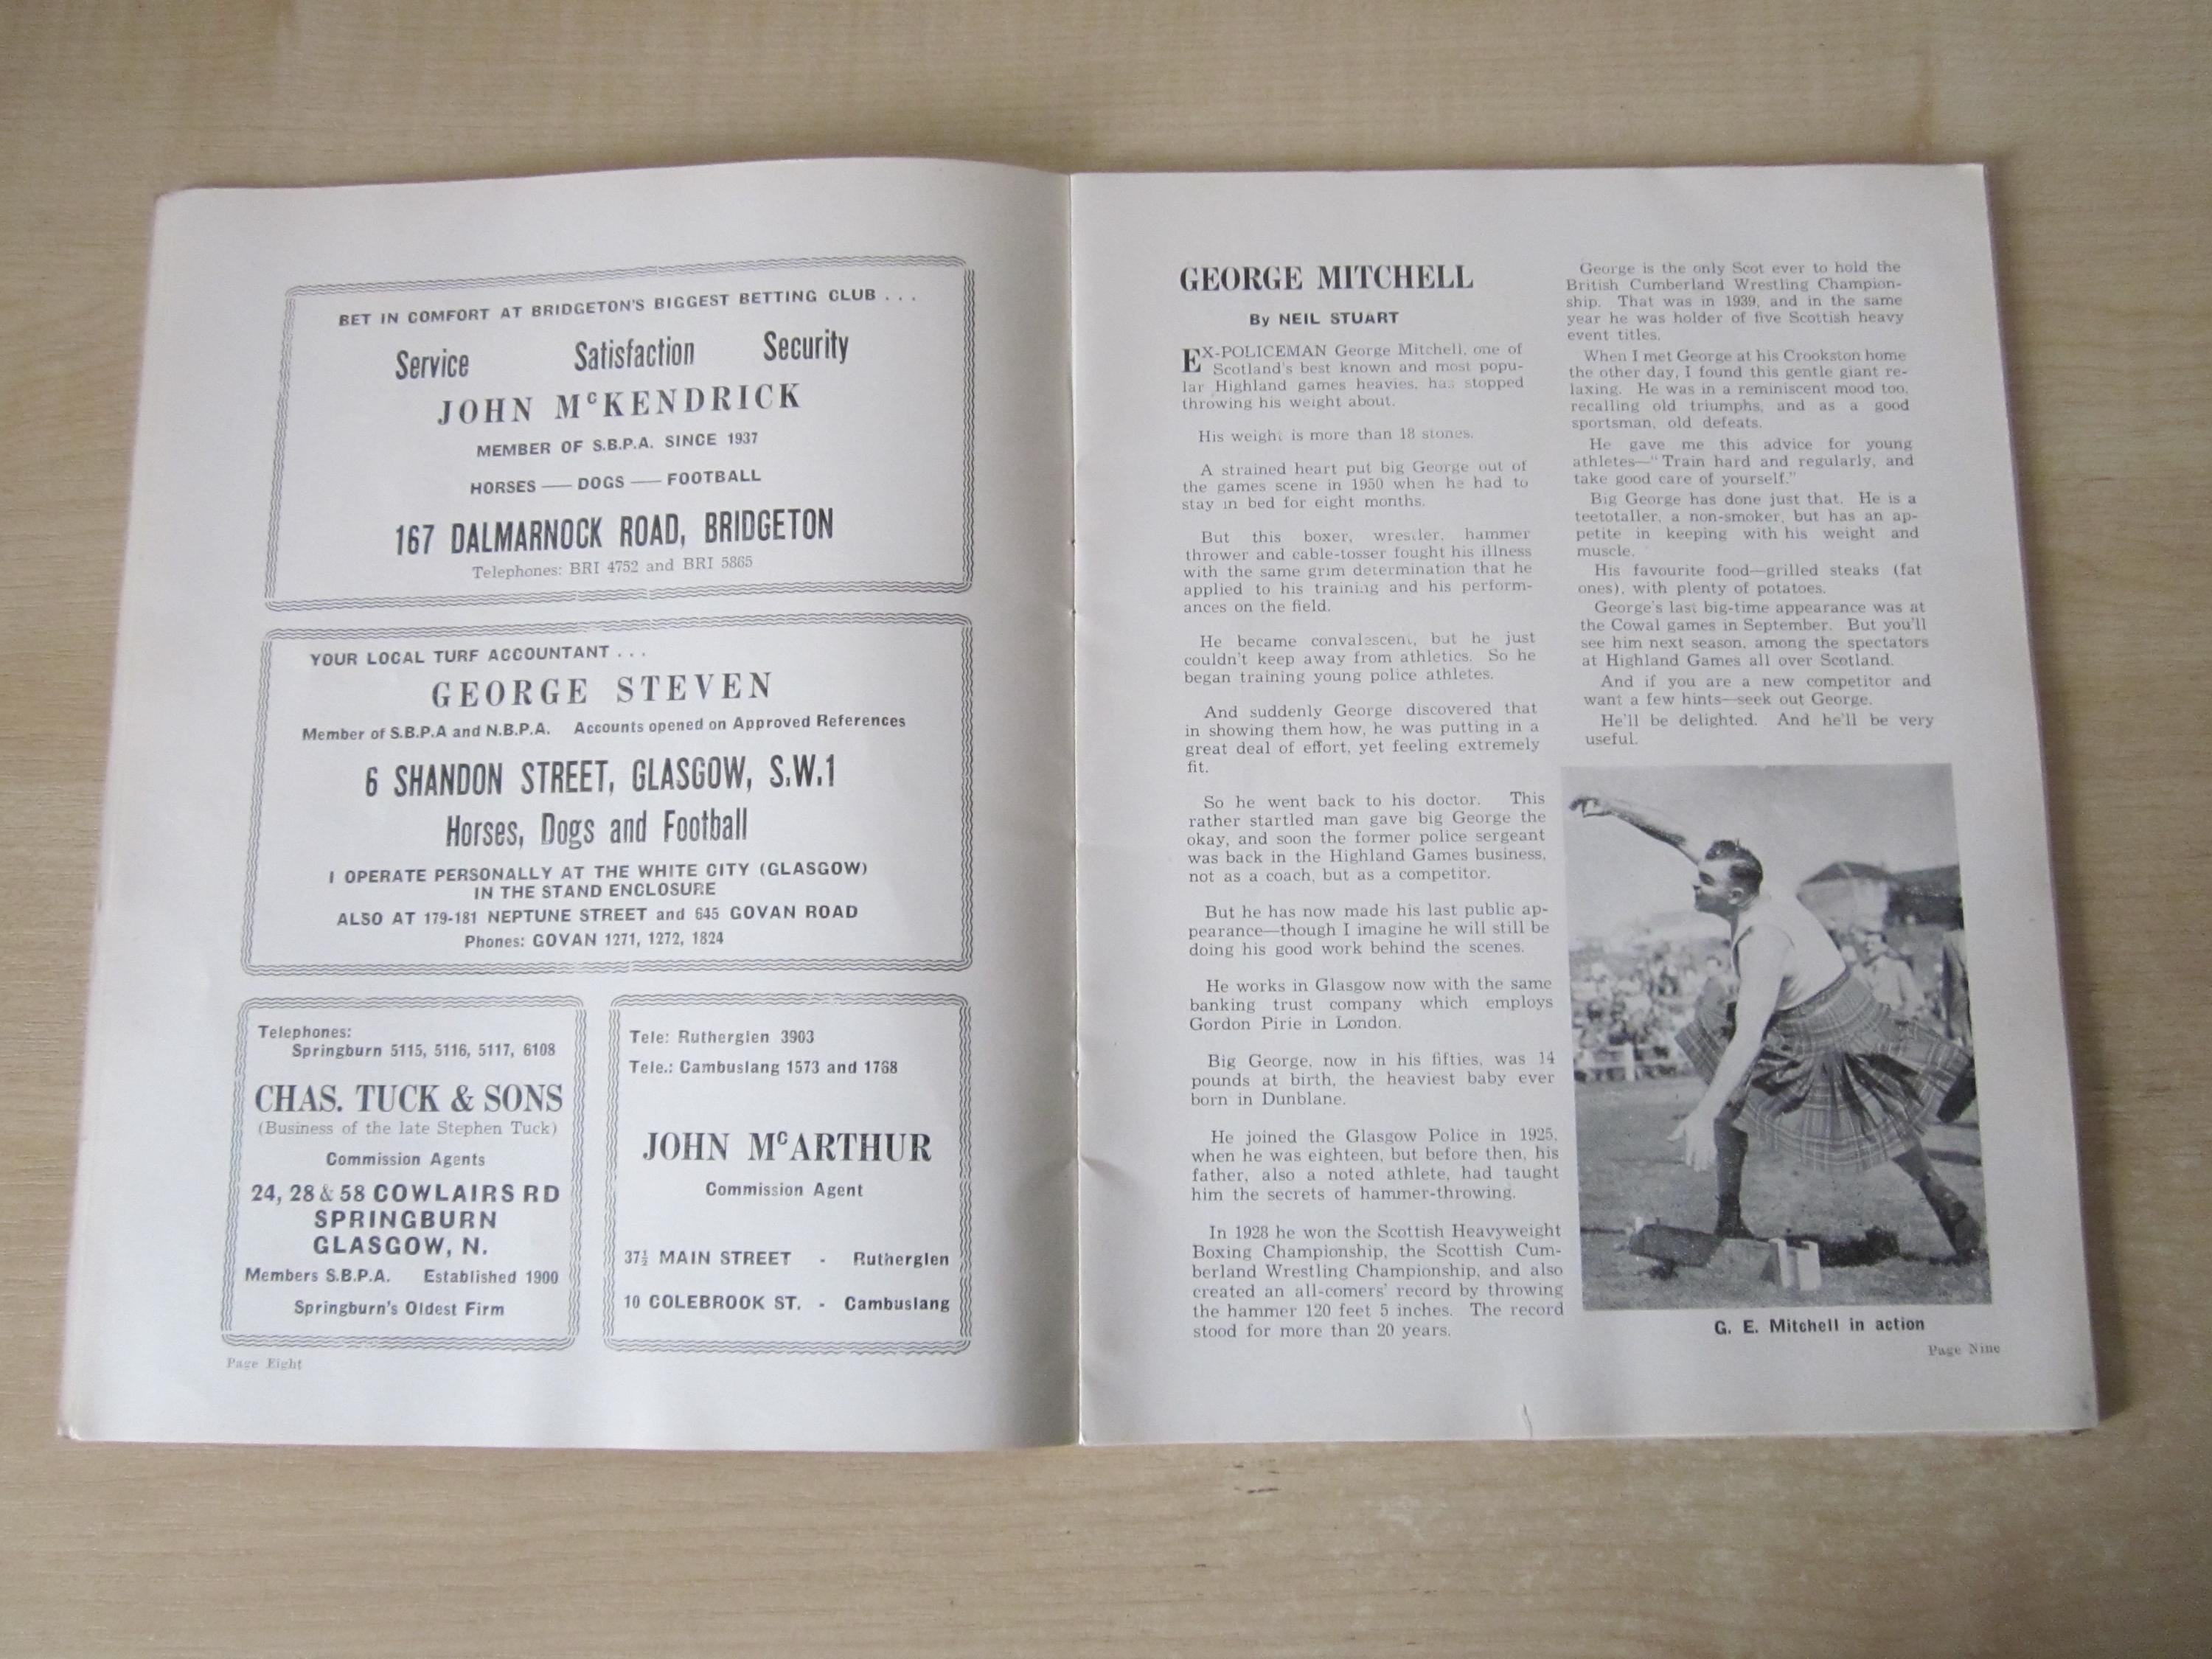 BET IN COMFORT AT BRIDGETON'S BIGGEST BETTING CLUB . . .
Service Satisfaction Security
JOHN McKENDRICK
MEMBER OF S.B.P.A. SINCE 1937
HORSES — DOGS — FOOTBALL
167 DALMARNOCK ROAD, BRIDGETON
Telephones: BRI 4752 and BRI 5865
YOUR LOCAL TURF ACCOUNTANT . . .
GEORGE STEVEN
Member of S.B.P.A and N.B.P.A. Accounts opened on Approved References
6 SHANDON STREET, GLASGOW, S.W.1
Horses, Dogs and Football
I OPERATE PERSONALLY AT THE WHITE CITY (GLASGOW)
IN THE STAND ENCLOSURE
ALSO AT 179-181 NEPTUNE STREET and 645 GOVAN ROAD
Phones: GOVAN 1271, 1272, 1824
Telephones:
Springburn 5115, 5116, 5117, 6108
CHAS. TUCK & SONS
(Business of the late Stephen Tuck)
Commission Agents
24, 28 & 58 COWLAIRS RD
SPRINGBURN
GLASGOW, N.
Members S.B.P.A. Established 1900
Springburn's Oldest Firm
Tele: Rutherglen 3903
Tele.: Cambuslang 1573 and 1768
JOHN McARTHUR
Commission Agent
37½ MAIN STREET - Rutherglen
10 COLEBROOK ST. - Cambuslang
Page Eight
GEORGE MITCHELL
By NEIL STUART
EX-POLICEMAN George Mitchell, one of
Scotland's best known and most popu-
lar Highland games heavies, has stopped
throwing his weight about.
His weight is more than 18 stones.
A strained heart put big George out of
the games scene in 1950 when he had to
stay in bed for eight months.
But this boxer, wrestler, hammer
thrower and cable-tosser fought his illness
with the same grim determination that he
applied to his training and his perform-
ances on the field.
He became convalescent, but he just
couldn't keep away from athletics. So he
began training young police athletes.
And suddenly George discovered that
in showing them how, he was putting in a
great deal of effort, yet feeling extremely
fit.
So he went back to his doctor. This
rather startled man gave big George the
okay, and soon the former police sergeant
was back in the Highland Games business,
not as a coach, but as a competitor.
But he has now made his last public ap-
pearance—though I imagine he will still be
doing his good work behind the scenes.
He works in Glasgow now with the same
banking trust company which employs
Gordon Pirie in London.
Big George, now in his fifties, was 14
pounds at birth, the heaviest baby ever
born in Dunblane.
He joined the Glasgow Police in 1925,
when he was eighteen, but before then, his
father, also a noted athlete, had taught
him the secrets of hammer-throwing.
In 1928 he won the Scottish Heavyweight
Boxing Championship, the Scottish Cum-
berland Wrestling Championship, and also
created an all-comers' record by throwing
the hammer 120 feet 5 inches. The record
stood for more than 20 years.
George is the only Scot ever to hold the
British Cumberland Wrestling Champion-
ship. That was in 1939, and in the same
year he was holder of five Scottish heavy
event titles.
When I met George at his Crookston home
the other day, I found this gentle giant re-
laxing. He was in a reminiscent mood too,
recalling old triumphs, and as a good
sportsman, old defeats.
He gave me this advice for young
athletes—"Train hard and regularly, and
take good care of yourself."
Big George has done just that. He is a
teetotaller, a non-smoker, but has an ap-
petite in keeping with his weight and
muscle.
His favourite food—grilled steaks (fat
ones), with plenty of potatoes.
George's last big-time appearance was at
the Cowal games in September. But you'll
see him next season, among the spectators
at Highland Games all over Scotland.
And if you are a new competitor and
want a few hints—seek out George.
He'll be delighted. And he'll be very
useful.
G. E. Mitchell in action
Page Nine